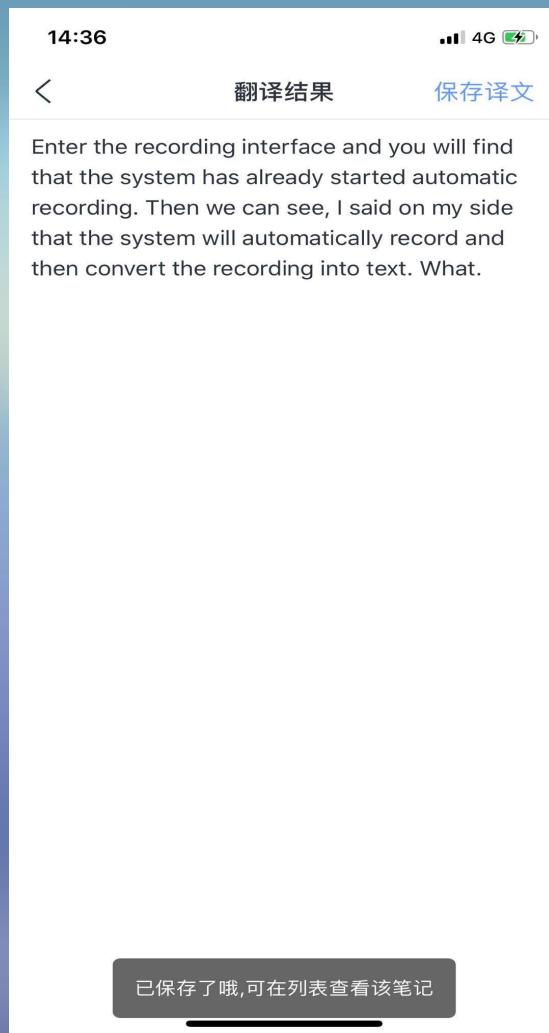 14:36 4G
翻译结果 保存译文
Enter the recording interface and you will find
that the system has already started automatic
recording. Then we can see, I said on my side
that the system will automatically record and
then convert the recording into text. What.
已保存了哦,可在列表查看该笔记